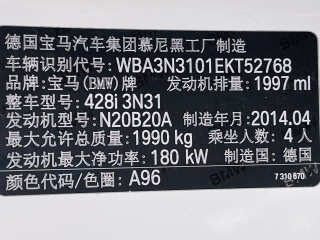 德国宝马汽车集团慕尼黑工厂制造
车辆识别代号: WBA3N3101EKT52768
品牌: 宝马(BMW)牌 发动机排量: 1997 ml
整车型号: 428i 3N31
发动机型号: N20B20A 制造年月: 2014.04
最大允许总质量: 1990 kg 乘坐人数: 4 人
发动机最大净功率: 180 kW 制造国: 德国
颜色代码/色圈: A96 7 310 670